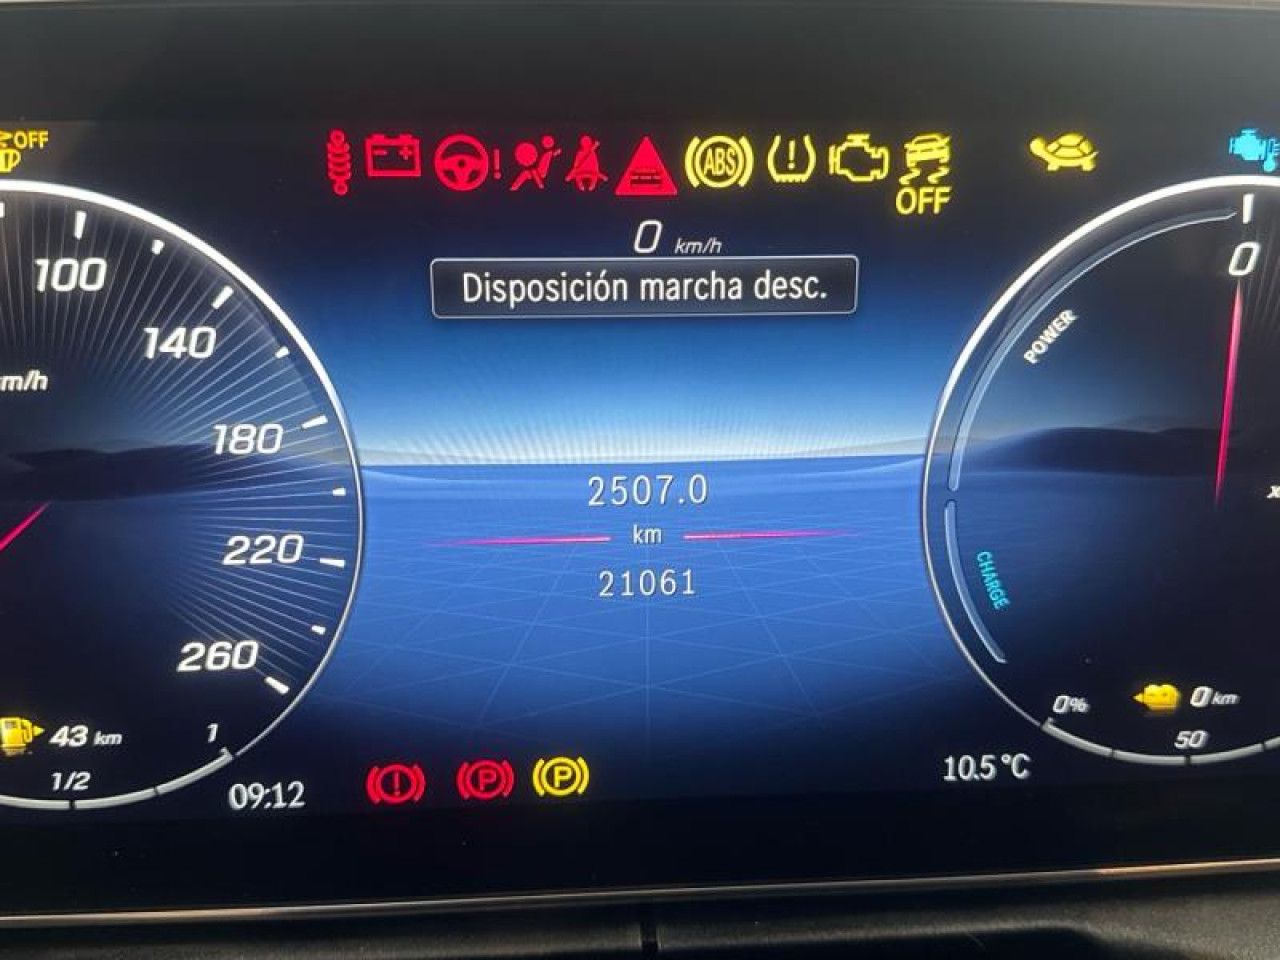 OFF
ABS
OFF
0 km/h
Disposición marcha desc.
100
140
180
220
260
0
POWER
CHARGE
2507.0
km
21061
43 km
1/2
1
09:12
P
P
10.5 °C
0%
50
0 km